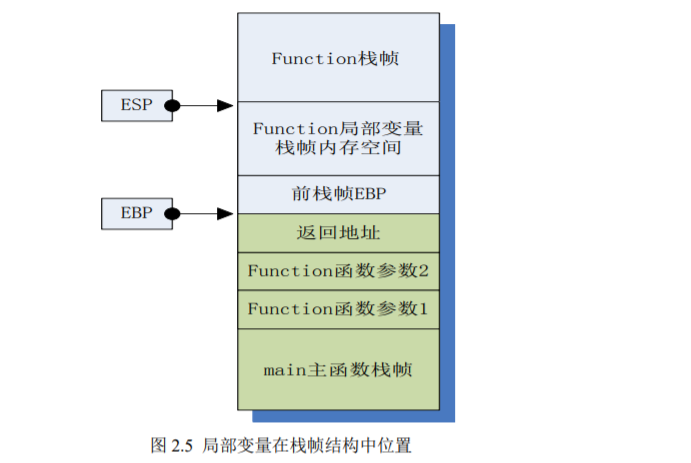 Function栈帧
ESP
Function局部变量
栈帧内存空间
前栈帧EBP
EBP
返回地址
Function函数参数2
Function函数参数1
main主函数栈帧
图 2.5 局部变量在栈帧结构中位置